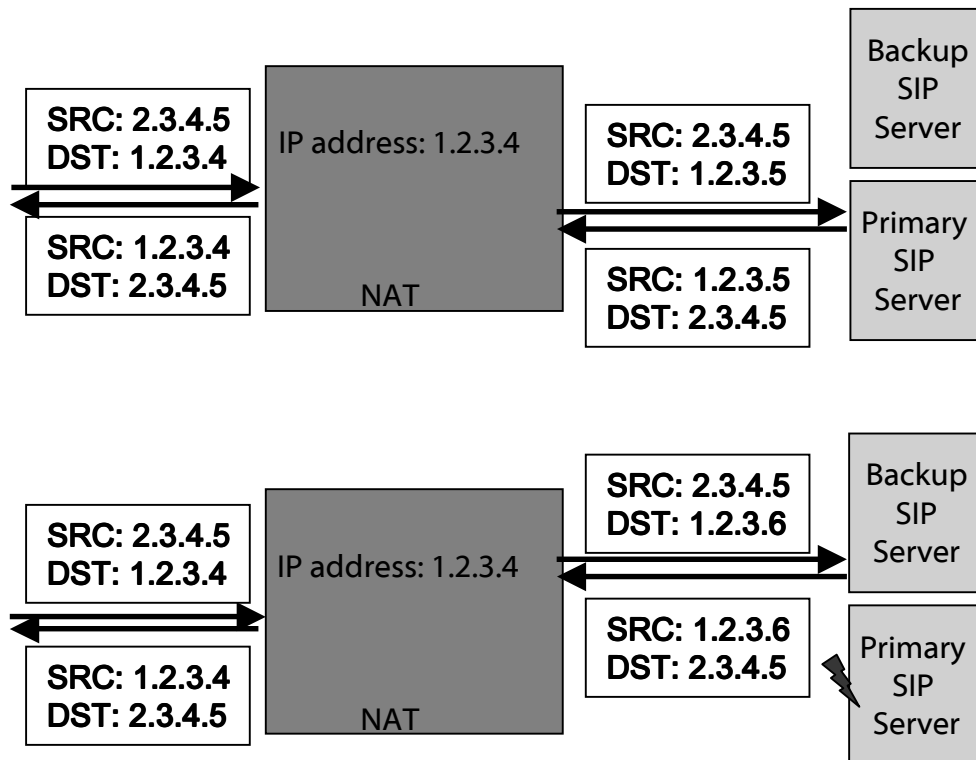 Backup
SIP
Server
SRC: 2.3.4.5
DST: 1.2.3.4
IP address: 1.2.3.4
SRC: 2.3.4.5
DST: 1.2.3.5
SRC: 1.2.3.4
DST: 2.3.4.5
NAT
SRC: 1.2.3.5
DST: 2.3.4.5
Primary
SIP
Server
Backup
SIP
Server
SRC: 2.3.4.5
DST: 1.2.3.4
IP address: 1.2.3.4
SRC: 2.3.4.5
DST: 1.2.3.6
SRC: 1.2.3.4
DST: 2.3.4.5
NAT
SRC: 1.2.3.6
DST: 2.3.4.5
Primary
SIP
Server